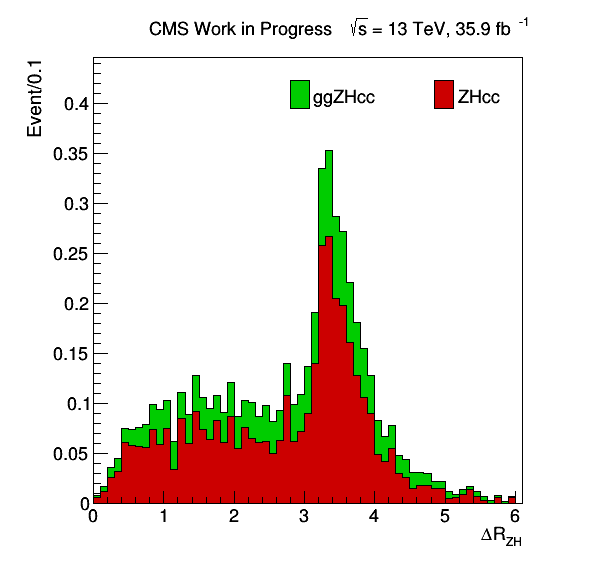 CMS Work in Progress √s = 13 TeV, 35.9 fb⁻¹
Event/0.1
ggZHcc ZHcc
0.4
0.35
0.3
0.25
0.2
0.15
0.1
0.05
0
0 1 2 3 4 5 6
ΔR_ZH